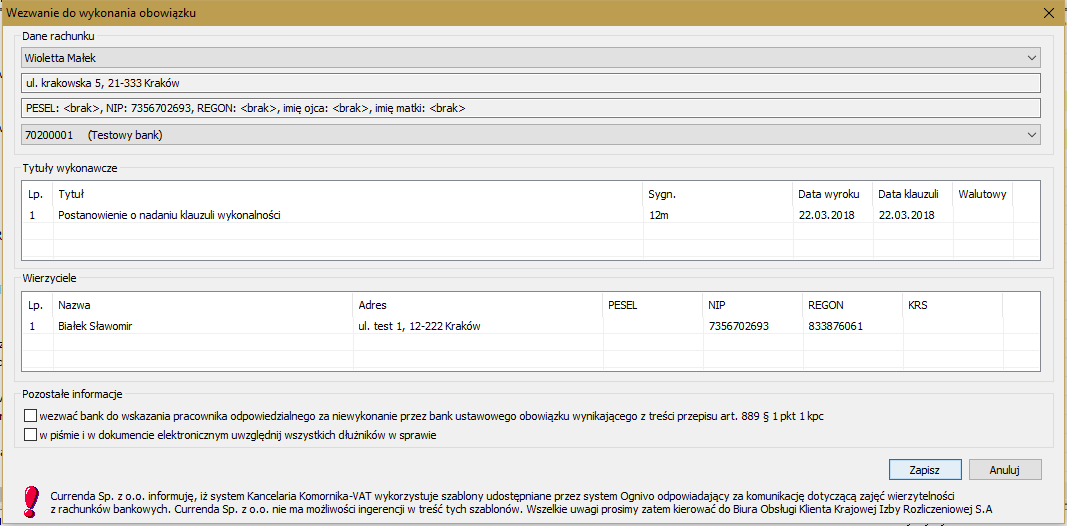 Wezwanie do wykonania obowiązku
Dane rachunku
Wioletta Małek
ul. krakowska 5, 21-333 Kraków
PESEL: <brak>, NIP: 7356702693, REGON: <brak>, imię ojca: <brak>, imię matki: <brak>
70200001 (Testowy bank)
Tytuły wykonawcze
Lp. Tytuł Sygn. Data wyroku Data klauzuli Walutowy
1 Postanowienie o nadaniu klauzuli wykonalności 12m 22.03.2018 22.03.2018
Wierzyciele
Lp. Nazwa Adres PESEL NIP REGON KRS
1 Białek Sławomir ul. test 1, 12-222 Kraków 7356702693 833876061
Pozostałe informacje
wezwać bank do wskazania pracownika odpowiedzialnego za niewykonanie przez bank ustawowego obowiązku wynikającego z treści przepisu art. 889 § 1 pkt 1 kpc
w piśmie i w dokumencie elektronicznym uwzględnij wszystkich dłużników w sprawie
Zapisz Anuluj
Currenda Sp. z o.o. informuję, iż system Kancelaria Komornika-VAT wykorzystuje szablony udostępniane przez system Ognivo odpowiadający za komunikację dotyczącą zajęć wierzytelności
z rachunków bankowych. Currenda Sp. z o.o. nie ma możliwości ingerencji w treść tych szablonów. Wszelkie uwagi prosimy zatem kierować do Biura Obsługi Klienta Krajowej Izby Rozliczeniowej S.A